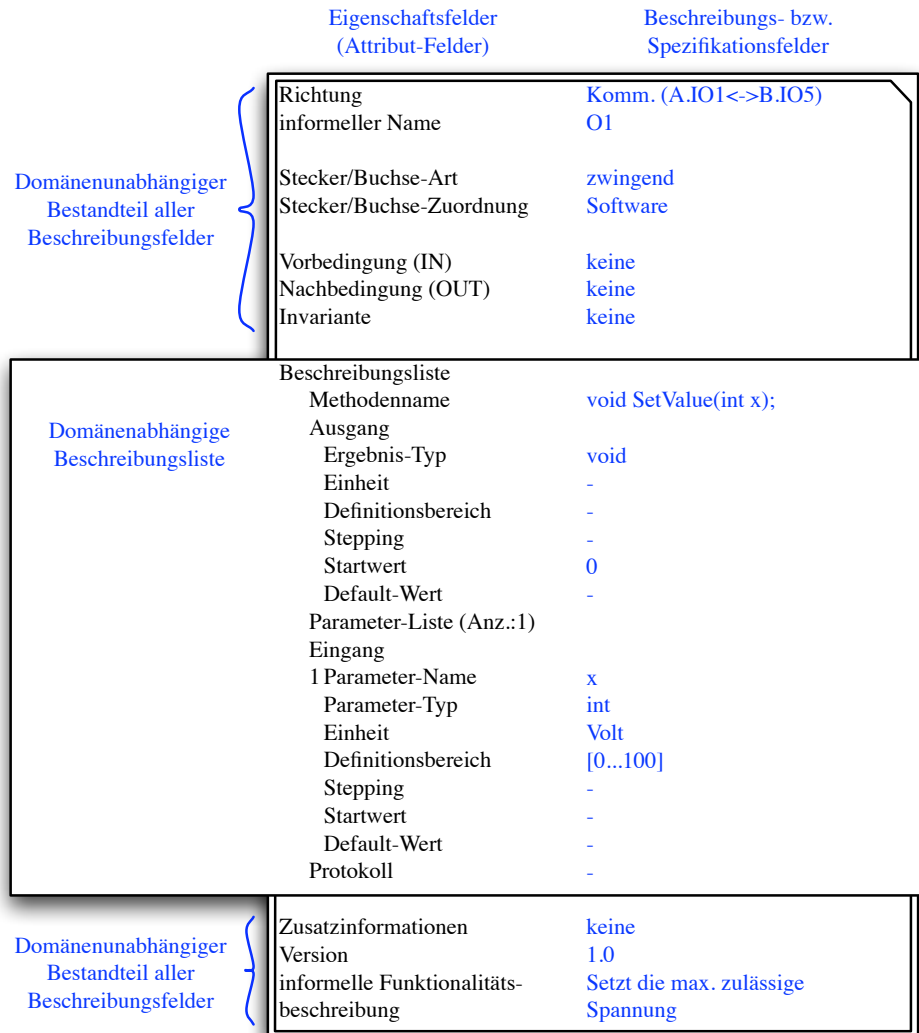 Eigenschaftsfelder Beschreibungs- bzw.
(Attribut-Felder) Spezifikationsfelder
Richtung Komm. (A.IO1<->B.IO5)
informeller Name O1
Domänenunabhängiger
Bestandteil aller
Beschreibungsfelder
Stecker/Buchse-Art zwingend
Stecker/Buchse-Zuordnung Software
Vorbedingung (IN) keine
Nachbedingung (OUT) keine
Invariante keine
Domänenabhängige
Beschreibungsliste
Beschreibungsliste
Methodenname void SetValue(int x);
Ausgang
Ergebnis-Typ void
Einheit -
Definitionsbereich -
Stepping -
Startwert 0
Default-Wert -
Parameter-Liste (Anz.:1)
Eingang
1 Parameter-Name x
Parameter-Typ int
Einheit Volt
Definitionsbereich [0...100]
Stepping -
Startwert -
Default-Wert -
Protokoll -
Domänenunabhängiger
Bestandteil aller
Beschreibungsfelder
Zusatzinformationen keine
Version 1.0
informelle Funktionalitäts- Setzt die max. zulässige
beschreibung Spannung